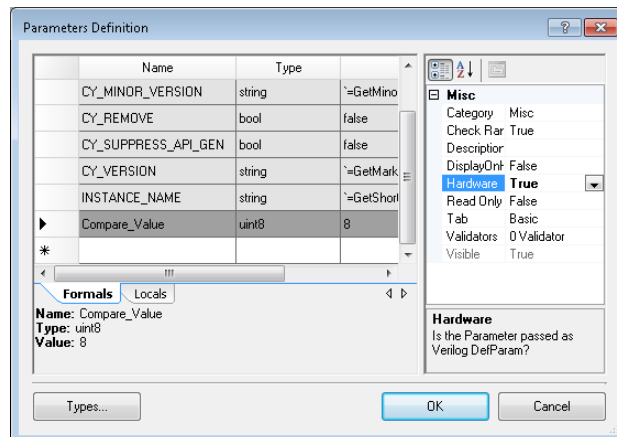 Parameters Definition
Name Type
CY_MINOR_VERSION string `=GetMino
CY_REMOVE bool false
CY_SUPPRESS_API_GEN bool false
CY_VERSION string `=GetMark
INSTANCE_NAME string `=GetShort
Compare_Value uint8 8
Formals Locals
Name: Compare_Value
Type: uint8
Value: 8
Misc
Category Misc
Check Rar True
Descriptior
DisplayOnl False
Hardware True
Read Only False
Tab Basic
Validators 0 Validator
Visible True
Hardware
Is the Parameter passed as
Verilog DefParam?
Types... OK Cancel